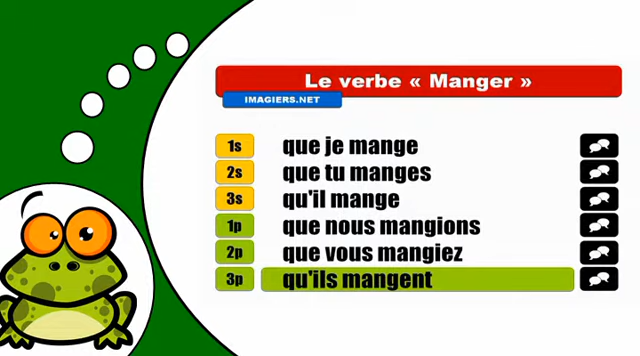 Le verbe « Manger »
IMAGIERS.NET
1s que je mange
2s que tu manges
3s qu'il mange
1p que nous mangions
2p que vous mangiez
3p qu'ils mangent